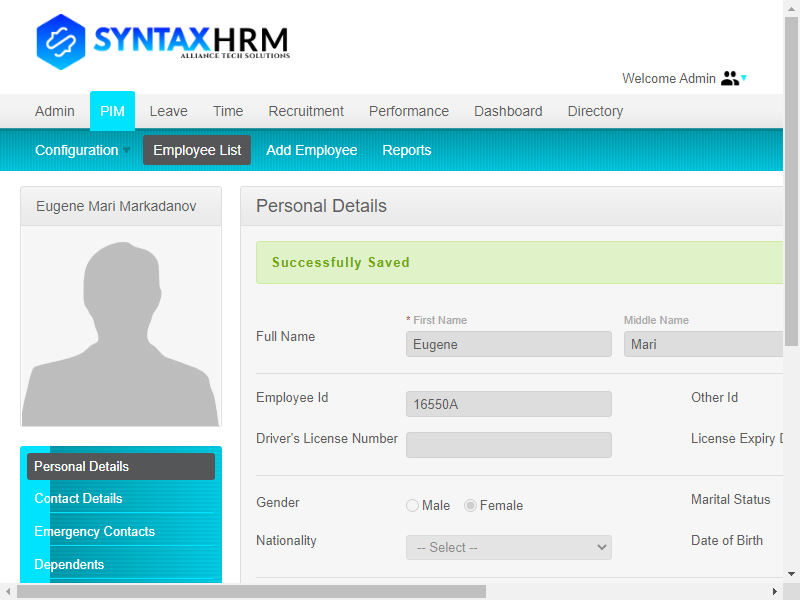 SYNTAXHRM
ALLIANCE TECH SOLUTIONS
Welcome Admin
Admin PIM Leave Time Recruitment Performance Dashboard Directory
Configuration Employee List Add Employee Reports
Eugene Mari Markadanov
Personal Details
Successfully Saved
* First Name Middle Name
Full Name Eugene Mari
Employee Id 16550A Other Id
Driver's License Number License Expiry D
Gender Male Female Marital Status
Nationality -- Select -- Date of Birth
Personal Details
Contact Details
Emergency Contacts
Dependents